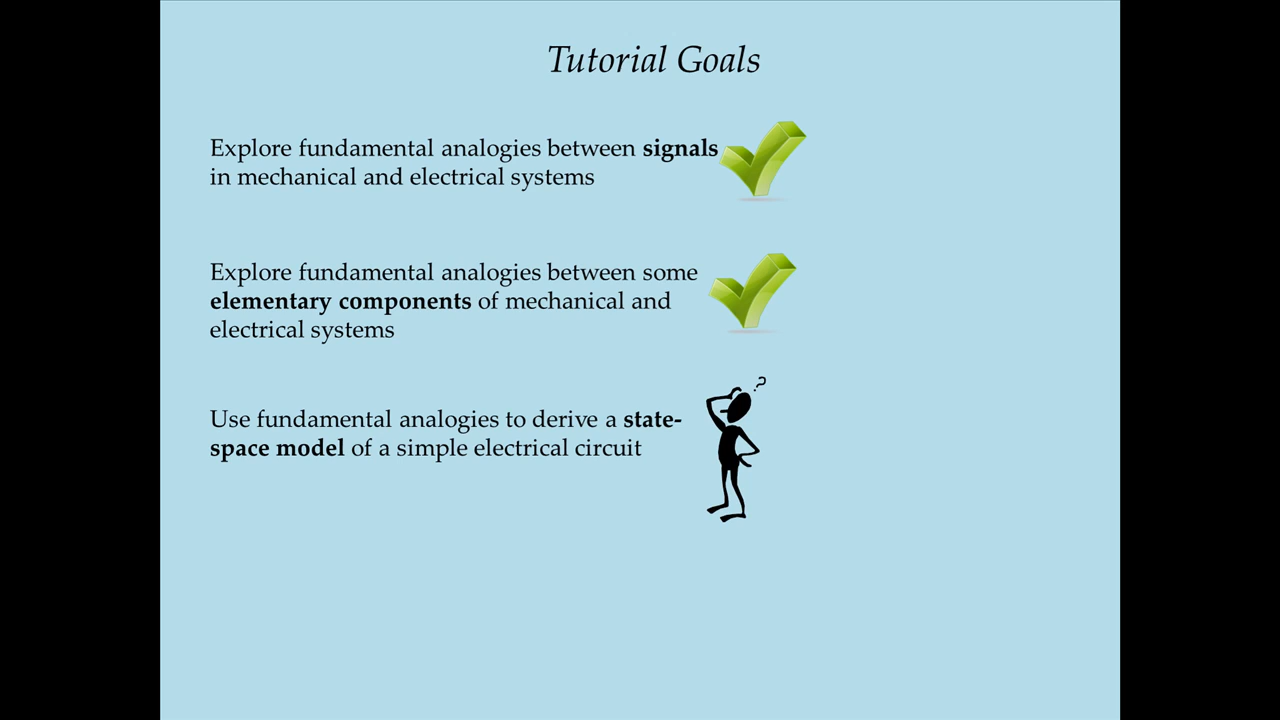 Tutorial Goals
Explore fundamental analogies between signals
in mechanical and electrical systems
Explore fundamental analogies between some
elementary components of mechanical and
electrical systems
?
Use fundamental analogies to derive a state-
space model of a simple electrical circuit